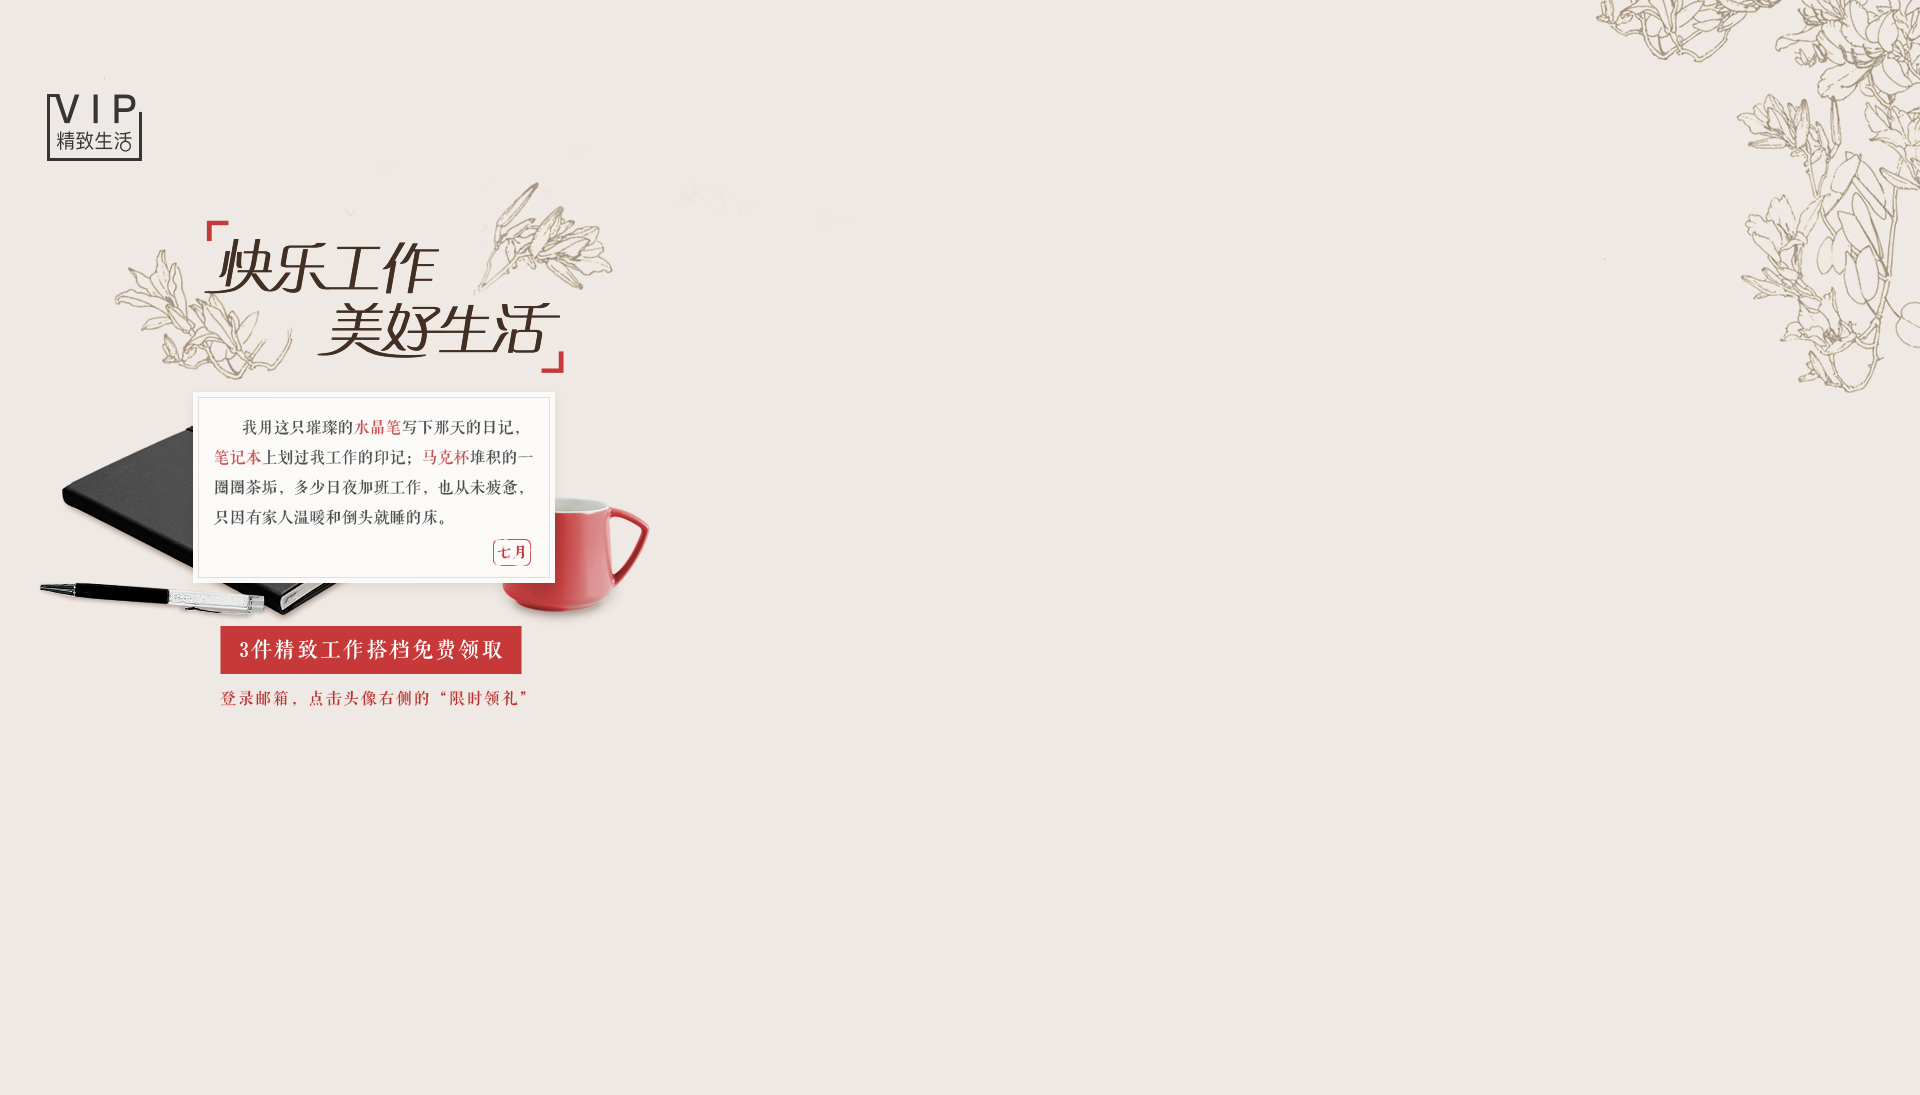 VIP
精致生活
快乐工作
美好生活
我用这只璀璨的水晶笔写下那天的日记，
笔记本上划过我工作的印记；马克杯堆积的一
圈圈茶垢，多少日夜加班工作，也从未疲惫，
只因有家人温暖和倒头就睡的床。
七月
3件精致工作搭档免费领取
登录邮箱，点击头像右侧的“限时领礼”